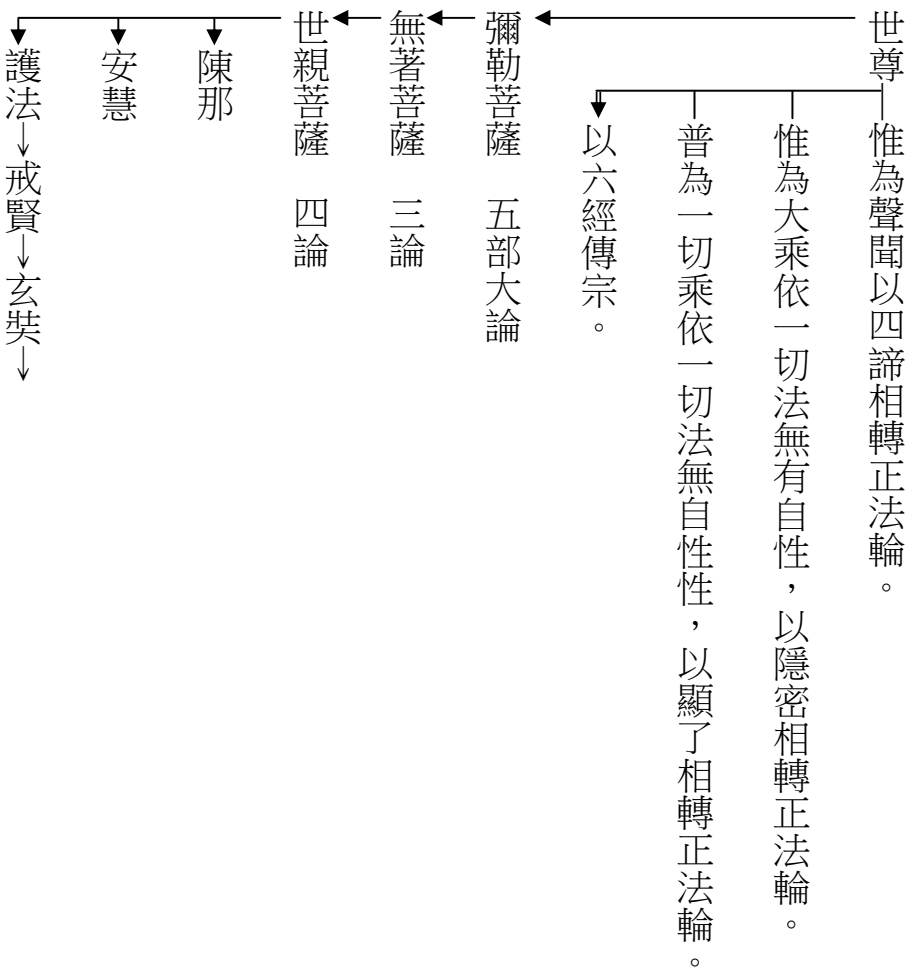 世尊
惟為聲聞以四諦相轉正法輪。
惟為大乘依一切法無有自性，以隱密相轉正法輪。
普為一切乘依一切法無自性性，以顯了相轉正法輪。
以六經傳宗。
彌勒菩薩　五部大論
無著菩薩　三論
世親菩薩　四論
陳那
安慧
護法→戒賢→玄奘→